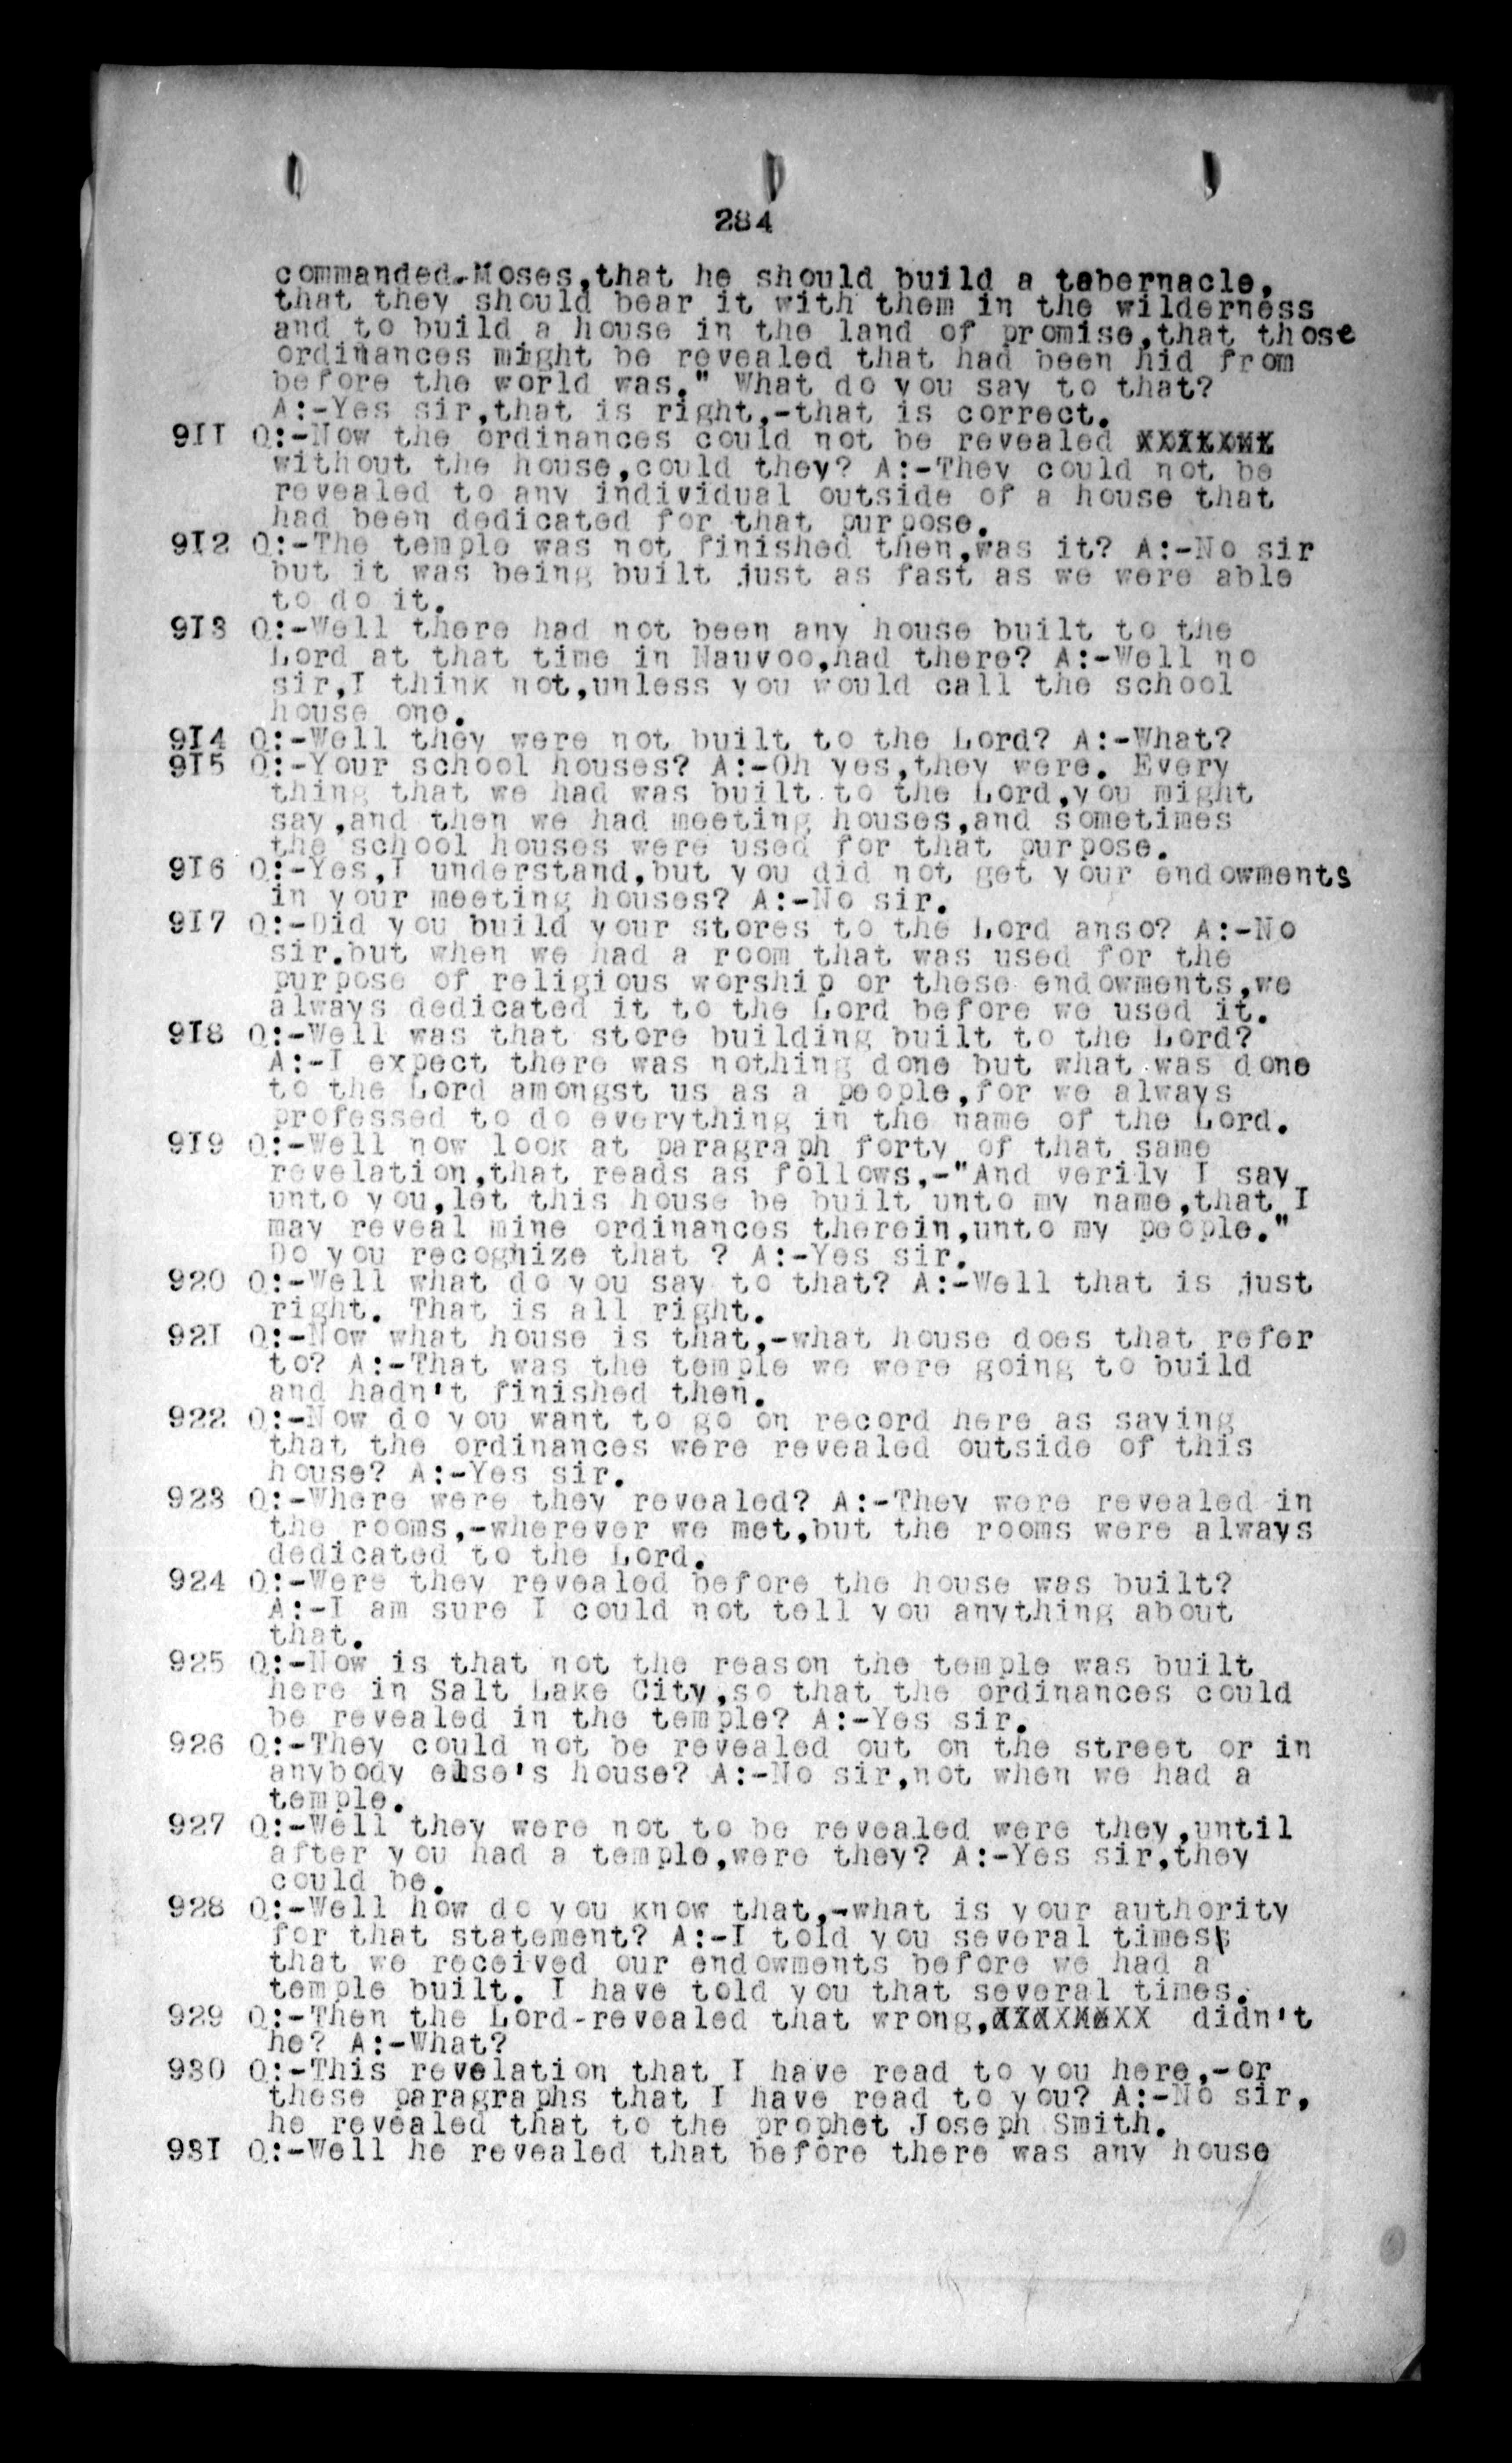 284
commanded.Moses,that he should build a tabernacle,
that they should bear it with them in the wilderness
and to build a house in the land of promise,that those
ordinances might be revealed that had been hid from
before the world was." What do you say to that?
A:-Yes sir,that is right,-that is correct.
911 Q:-Now the ordinances could not be revealed
without the house,could they? A:-They could not be
revealed to any individual outside of a house that
had been dedicated for that purpose.
912 Q:-The temple was not finished then,was it? A:-No sir
but it was being built just as fast as we were able
to do it.
913 Q:-Well there had not been any house built to the
Lord at that time in Nauvoo,had there? A:-Well no
sir,I think not,unless you would call the school
house one.
914 Q:-Well they were not built to the Lord? A:-What?
915 Q:-Your school houses? A:-Oh yes,they were. Every
thing that we had was built to the Lord,you might
say,and then we had meeting houses,and sometimes
the school houses were used for that purpose.
916 Q:-Yes,I understand,but you did not get your endowments
in your meeting houses? A:-No sir.
917 Q:-Did you build your stores to the Lord anso? A:-No
sir.but when we had a room that was used for the
purpose of religious worship or these endowments,we
always dedicated it to the Lord before we used it.
918 Q:-Well was that store building built to the Lord?
A:-I expect there was nothing done but what was done
to the Lord amongst us as a people,for we always
professed to do everything in the name of the Lord.
919 Q:-Well now look at paragraph forty of that same
revelation,that reads as follows,-"And verily I say
unto you,let this house be built unto my name,that I
may reveal mine ordinances therein,unto my people."
Do you recognize that ? A:-Yes sir.
920 Q:-Well what do you say to that? A:-Well that is just
right. That is all right.
921 Q:-Now what house is that,-what house does that refer
to? A:-That was the temple we were going to build
and hadn't finished then.
922 Q:-Now do you want to go on record here as saying
that the ordinances were revealed outside of this
house? A:-Yes sir.
923 Q:-Where were they revealed? A:-They were revealed in
the rooms,-wherever we met,but the rooms were always
dedicated to the Lord.
924 Q:-Were they revealed before the house was built?
A:-I am sure I could not tell you anything about
that.
925 Q:-Now is that not the reason the temple was built
here in Salt Lake City,so that the ordinances could
be revealed in the temple? A:-Yes sir.
926 Q:-They could not be revealed out on the street or in
anybody else's house? A:-No sir,not when we had a
temple.
927 Q:-Well they were not to be revealed were they,until
after you had a temple,were they? A:-Yes sir,they
could be.
928 Q:-Well how do you know that,-what is your authority
for that statement? A:-I told you several times
that we received our endowments before we had a
temple built. I have told you that several times.
929 Q:-Then the Lord-revealed that wrong, didn't
he? A:-What?
930 Q:-This revelation that I have read to you here,-or
these paragraphs that I have read to you? A:-No sir,
he revealed that to the prophet Joseph Smith.
931 Q:-Well he revealed that before there was any house